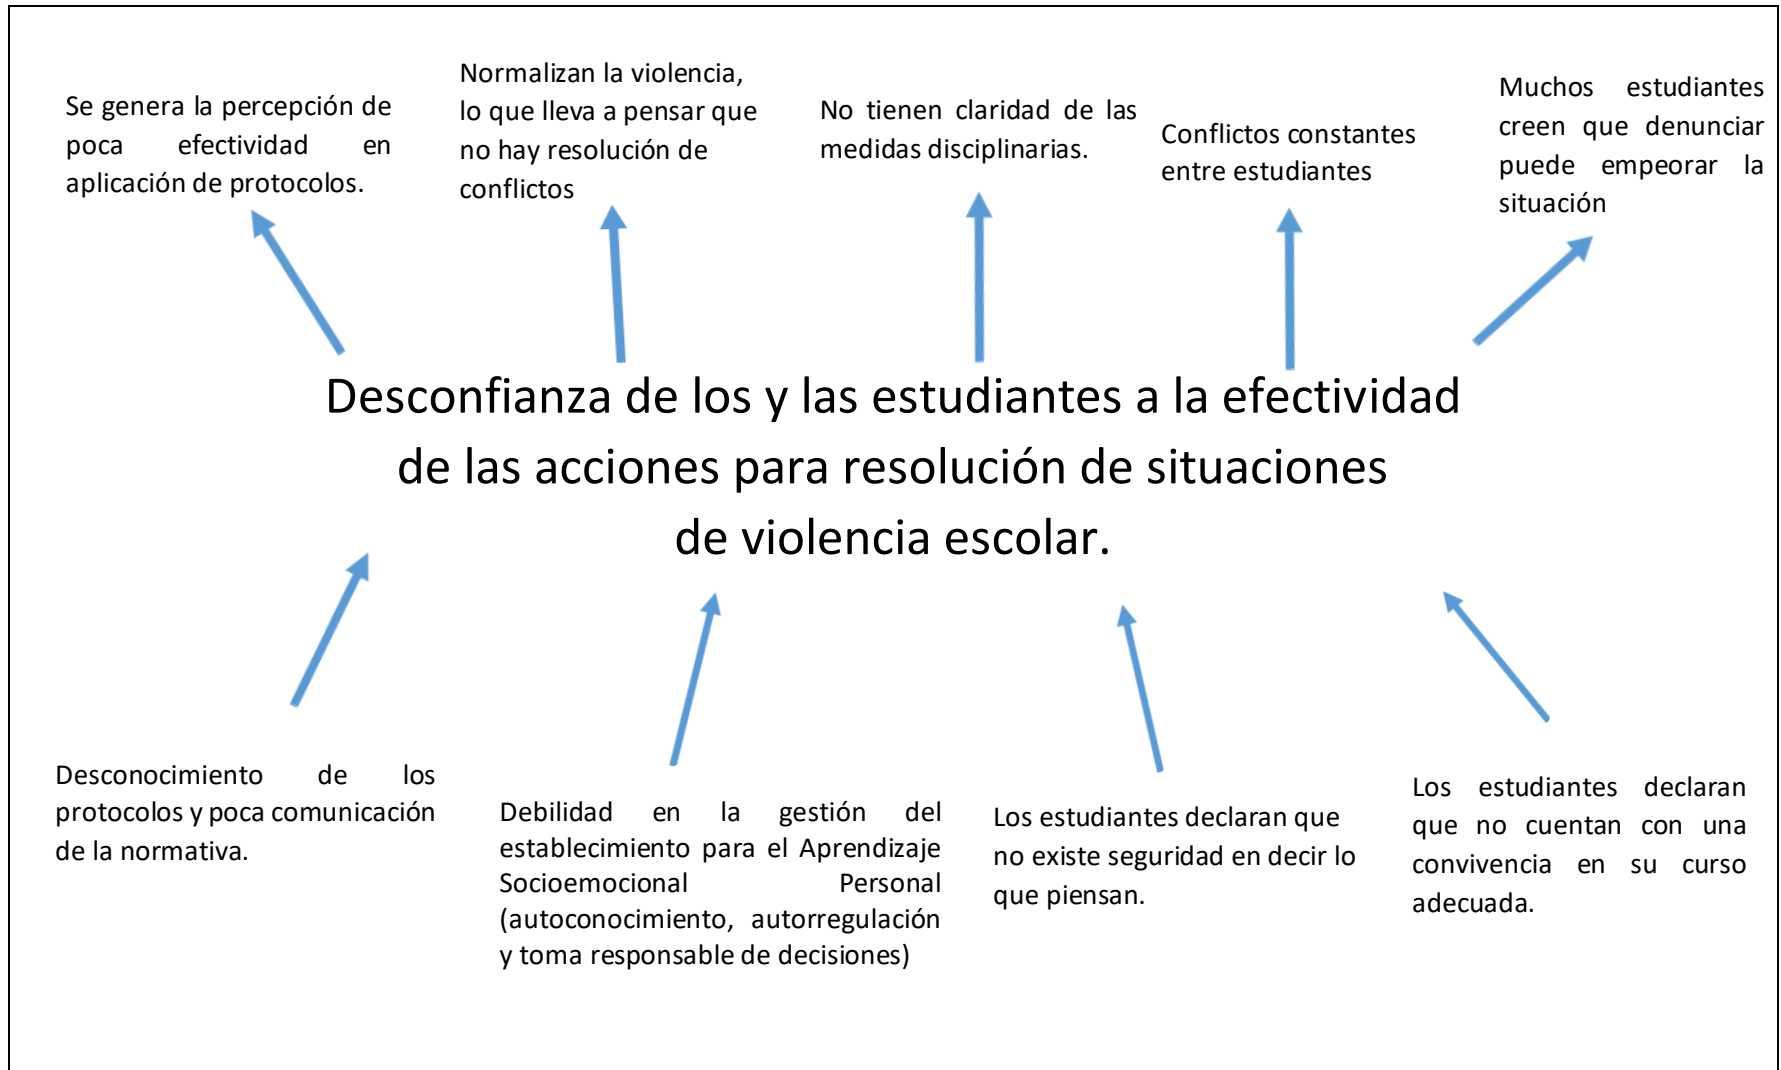 Se genera la percepción de
poca efectividad en
aplicación de protocolos.
Normalizan la violencia,
lo que lleva a pensar que
no hay resolución de
conflictos
No tienen claridad de las
medidas disciplinarias.
Conflictos constantes
entre estudiantes
Muchos estudiantes
creen que denunciar
puede empeorar la
situación
Desconfianza de los y las estudiantes a la efectividad
de las acciones para resolución de situaciones
de violencia escolar.
Desconocimiento de los
protocolos y poca comunicación
de la normativa.
Debilidad en la gestión del
establecimiento para el Aprendizaje
Socioemocional Personal
(autoconocimiento, autorregulación
y toma responsable de decisiones)
Los estudiantes declaran que
no existe seguridad en decir lo
que piensan.
Los estudiantes declaran
que no cuentan con una
convivencia en su curso
adecuada.